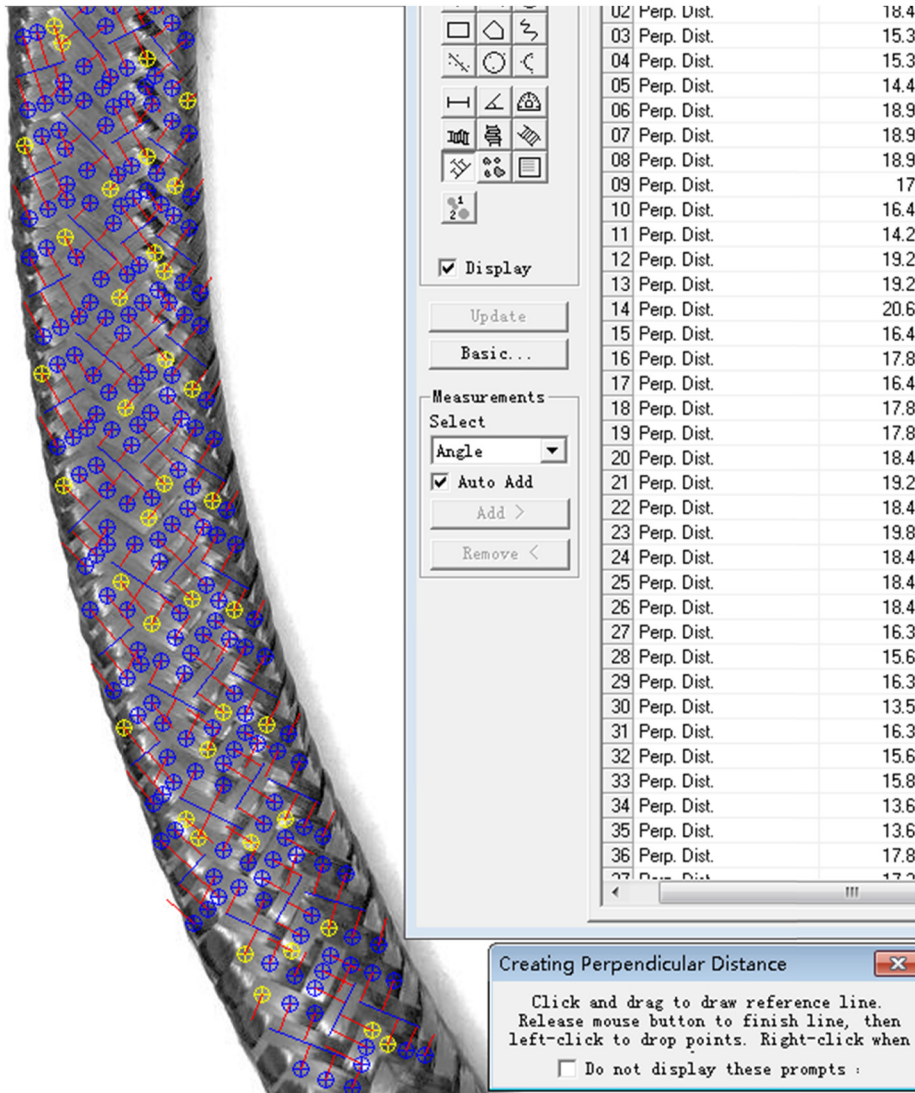 02 Perp. Dist. 18.4
03 Perp. Dist. 15.3
04 Perp. Dist. 15.3
05 Perp. Dist. 14.4
06 Perp. Dist. 18.9
07 Perp. Dist. 18.9
08 Perp. Dist. 18.9
09 Perp. Dist. 17
10 Perp. Dist. 16.4
11 Perp. Dist. 14.2
12 Perp. Dist. 19.2
13 Perp. Dist. 19.2
14 Perp. Dist. 20.6
15 Perp. Dist. 16.4
16 Perp. Dist. 17.8
17 Perp. Dist. 16.4
18 Perp. Dist. 17.8
19 Perp. Dist. 17.8
20 Perp. Dist. 18.4
21 Perp. Dist. 19.2
22 Perp. Dist. 18.4
23 Perp. Dist. 19.8
24 Perp. Dist. 18.4
25 Perp. Dist. 18.4
26 Perp. Dist. 18.4
27 Perp. Dist. 16.3
28 Perp. Dist. 15.6
29 Perp. Dist. 16.3
30 Perp. Dist. 13.5
31 Perp. Dist. 16.3
32 Perp. Dist. 15.6
33 Perp. Dist. 15.8
34 Perp. Dist. 13.6
35 Perp. Dist. 13.6
36 Perp. Dist. 17.8
1
2
Display
Update
Basic...
Measurements
Select
Angle
Auto Add
Add >
Remove <
Creating Perpendicular Distance
Click and drag to draw reference line.
Release mouse button to finish line, then
left-click to drop points. Right-click when
Do not display these prompts :